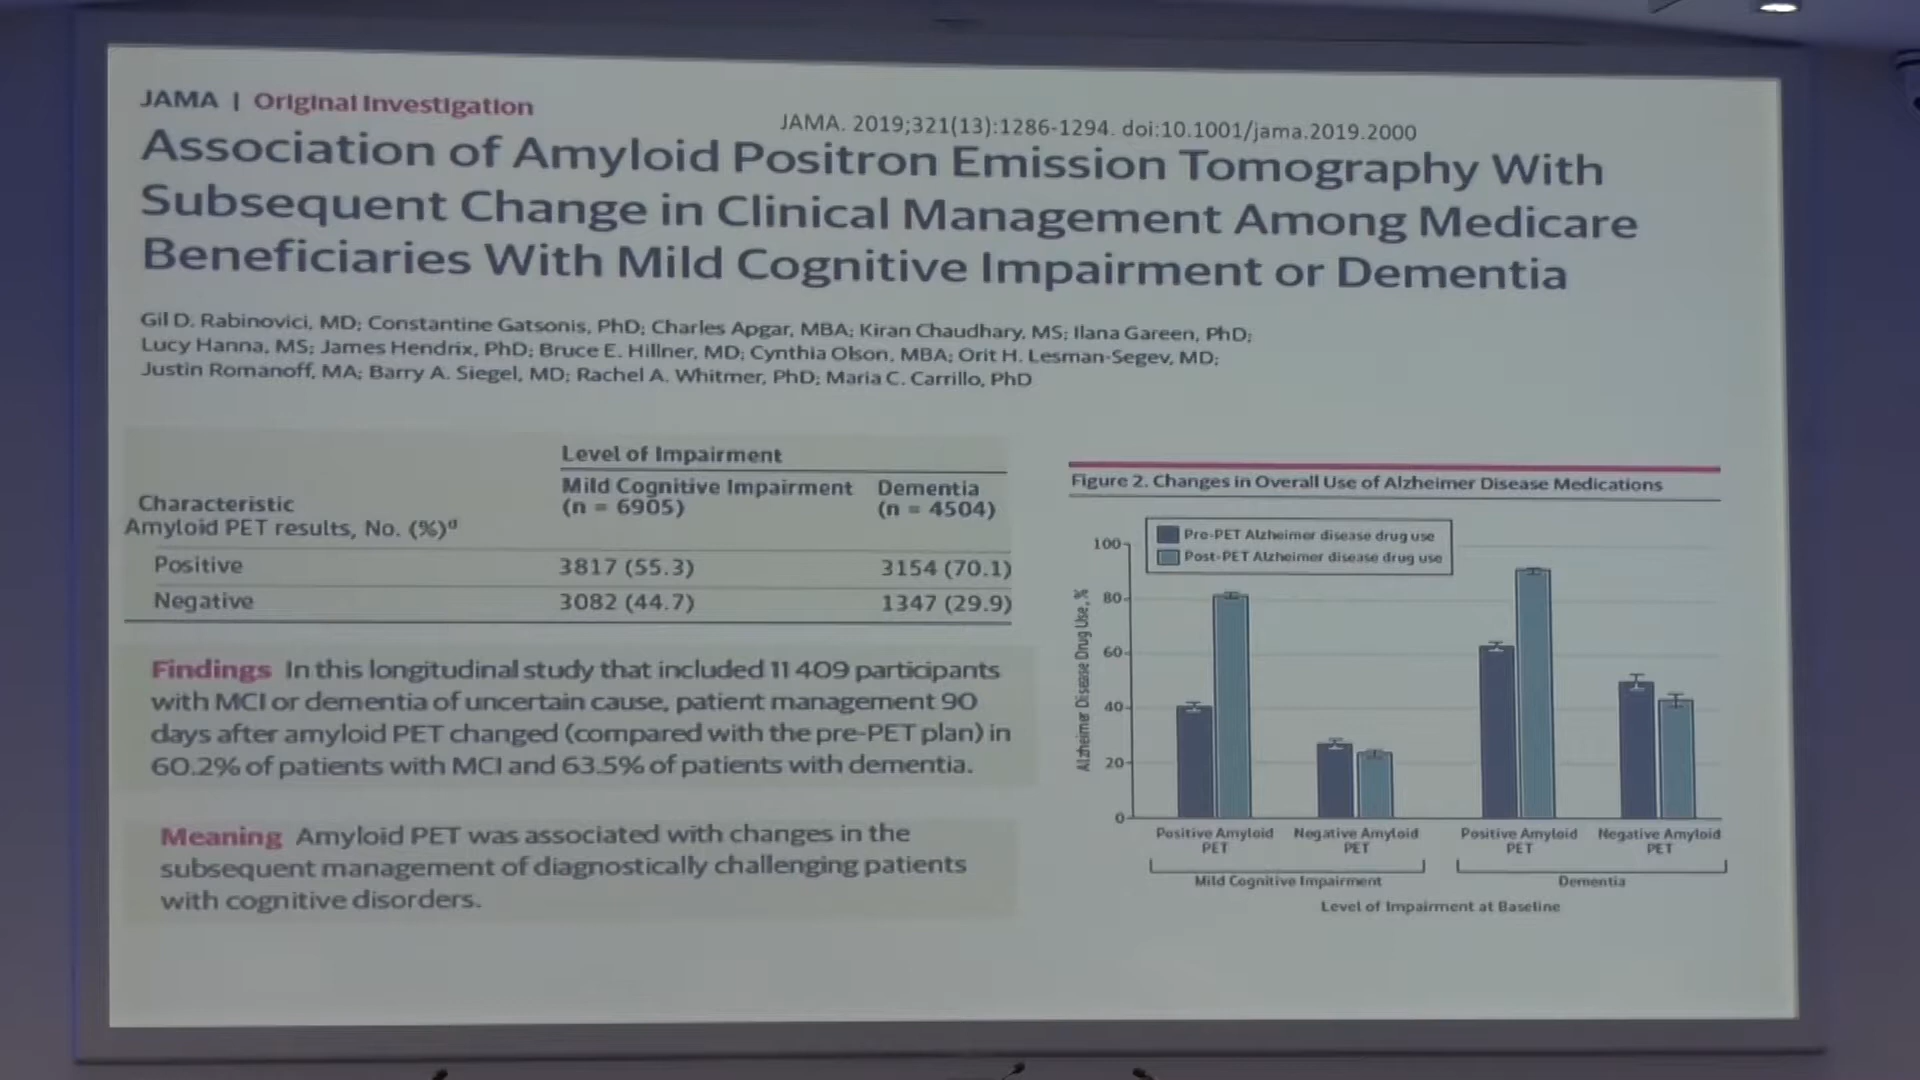 JAMA | Original Investigation
JAMA. 2019;321(13):1286-1294. doi:10.1001/jama.2019.2000
Association of Amyloid Positron Emission Tomography With
Subsequent Change in Clinical Management Among Medicare
Beneficiaries With Mild Cognitive Impairment or Dementia
Gil D. Rabinovici, MD; Constantine Gatsonis, PhD; Charles Apgar, MBA; Kiran Chaudhary, MS; Ilana Gareen, PhD;
Lucy Hanna, MS; James Hendrix, PhD; Bruce E. Hillner, MD; Cynthia Olson, MBA; Orit H. Lesman-Segev, MD;
Justin Romanoff, MA; Barry A. Siegel, MD; Rachel A. Whitmer, PhD; Maria C. Carrillo, PhD
Level of Impairment
Mild Cognitive Impairment Dementia
Characteristic (n = 6905) (n = 4504)
Amyloid PET results, No. (%)d
Positive 3817 (55.3) 3154 (70.1)
Negative 3082 (44.7) 1347 (29.9)
Findings In this longitudinal study that included 11 409 participants
with MCI or dementia of uncertain cause, patient management 90
days after amyloid PET changed (compared with the pre-PET plan) in
60.2% of patients with MCI and 63.5% of patients with dementia.
Meaning Amyloid PET was associated with changes in the
subsequent management of diagnostically challenging patients
with cognitive disorders.
Figure 2. Changes in Overall Use of Alzheimer Disease Medications
Pre-PET Alzheimer disease drug use
Post-PET Alzheimer disease drug use
Alzheimer Disease Drug Use, %
100
80
60
40
20
0
Positive Amyloid Negative Amyloid Positive Amyloid Negative Amyloid
PET PET PET PET
Mild Cognitive Impairment Dementia
Level of Impairment at Baseline